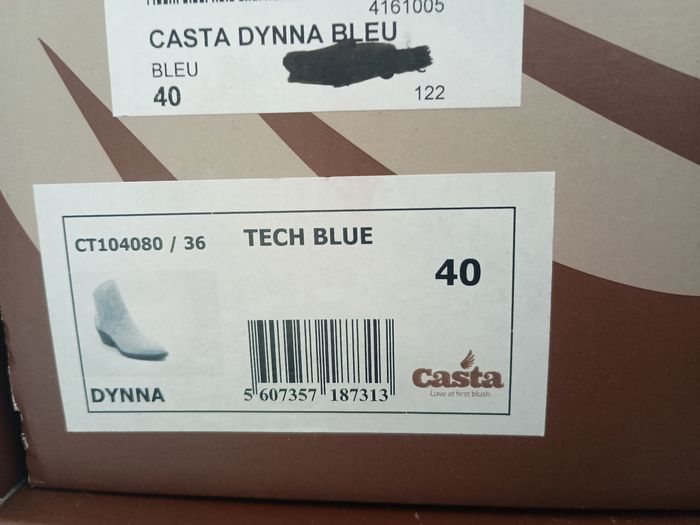 4161005
CASTA DYNNA BLEU
BLEU
40
122
CT104080 / 36
TECH BLUE
40
DYNNA
5 607357 187313
Casta
Love at first blush